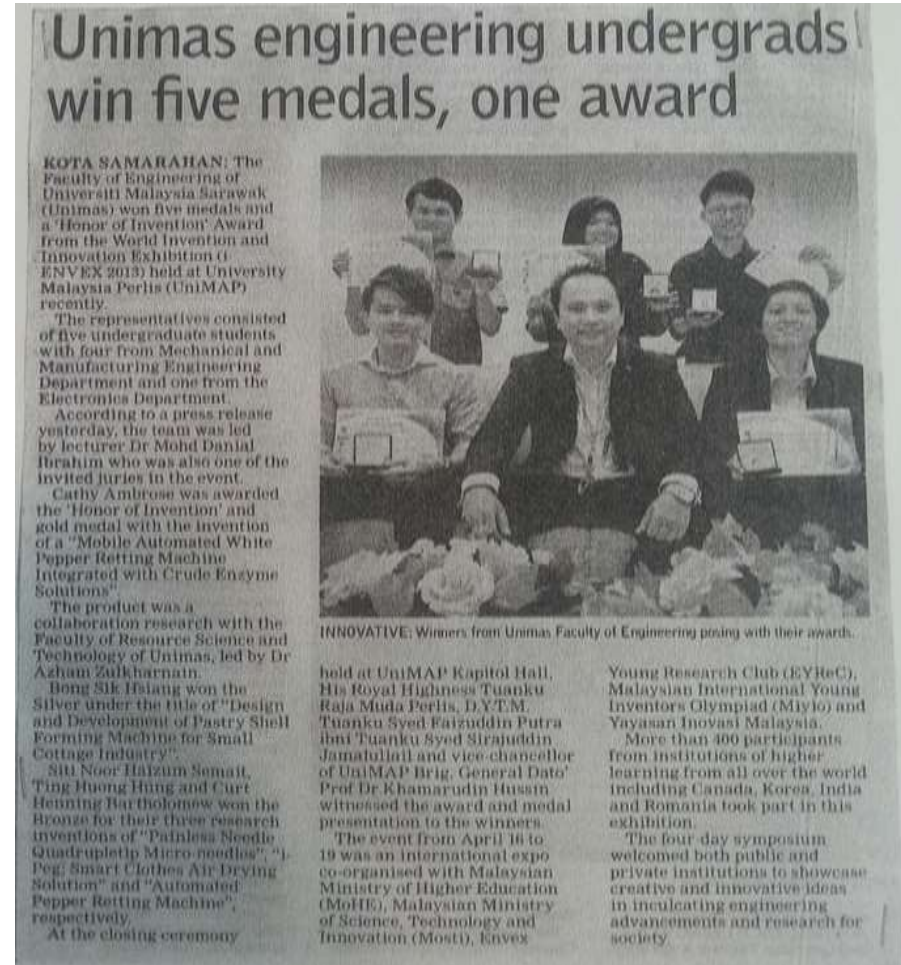 Unimas engineering undergrads
win five medals, one award
KOTA SAMARAHAN: The
Faculty of Engineering of
Universiti Malaysia Sarawak
(Unimas) won five medals and
a 'Honor of Invention' Award
from the World Invention and
Innovation Exhibition (i
ENVEX 2013) held at University
Malaysia Perlis (UniMAP)
recently.
The representatives consisted
of five undergraduate students
with four from Mechanical and
Manufacturing Engineering
Department and one from the
Electronics Department.
According to a press release
yesterday, the team was led
by lecturer Dr Mohd Danial
Ibrahim who was also one of the
invited juries in the event.
Cathy Ambrose was awarded
the 'Honor of Invention' and
gold medal with the invention
of a "Mobile Automated White
Pepper Retting Machine
Integrated with Crude Enzyme
Solutions"
The product was a
collaboration research with the
Faculty of Resource Science and
Technology of Unimas, led by Dr
Azham Zulkharnain.
Bong Sik Hsiang won the
Silver under the title of "Design
and Development of Pastry Shell
Forming Machine for Small
Cottage Industry".
Siti Noor Haizum Semait,
Ting Huong Hung and Curt
Henning Bartholomew won the
Bronze for their three research
inventions of "Painless Needle
Quadrupletip Micro-needles", "i-
Peg: Smart Clothes Air Drying
Solution" and "Automated
Pepper Retting Machine",
respectively.
At the closing ceremony
INNOVATIVE: Winners from Unimas Faculty of Engineering posing with their awards.
held at UniMAP Kapitol Hall,
His Royal Highness Tuanku
Raja Muda Perlis, D.Y.T.M.
Tuanku Syed Faizuddin Putra
ibni Tuanku Syed Sirajuddin
Jamalullail and vice-chancellor
of UniMAP Brig. General Dato'
Prof Dr Khamarudin Hussin
witnessed the award and medal
presentation to the winners.
The event from April 16 to
19 was an international expo
co-organised with Malaysian
Ministry of Higher Education
(MoHE), Malaysian Ministry
of Science, Technology and
Innovation (Mosti), Envex
Young Research Club (EYReC),
Malaysian International Young
Inventors Olympiad (Miyio) and
Yayasan Inovasi Malaysia.
More than 400 participants
from institutions of higher
learning from all over the world
including Canada, Korea, India
and Romania took part in this
exhibition.
The four-day symposium
welcomed both public and
private institutions to showcase
creative and innovative ideas
in inculcating engineering
advancements and research for
society.